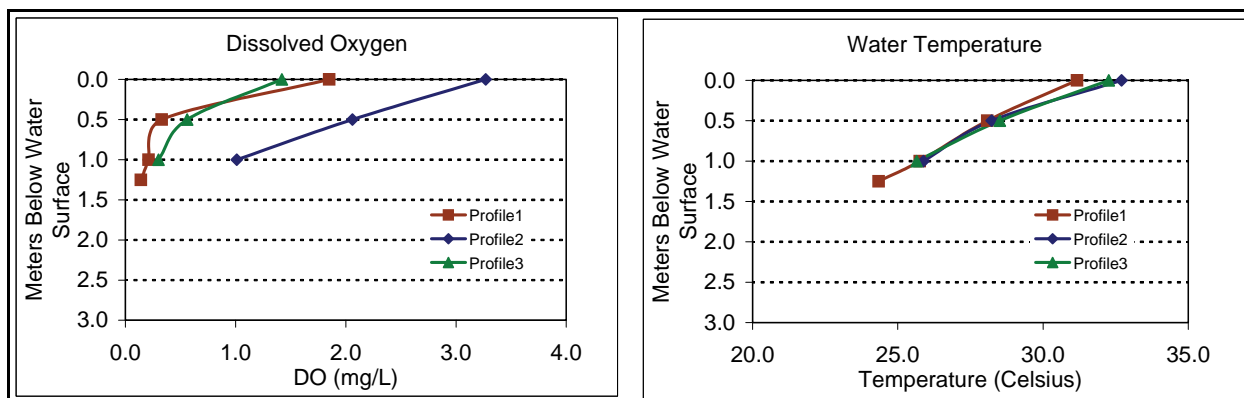 Dissolved Oxygen
0.0
0.5
1.0
1.5
2.0
2.5
3.0
Meters Below Water
Surface
Profile1
Profile2
Profile3
0.0
1.0
2.0
3.0
4.0
DO (mg/L)
Water Temperature
0.0
0.5
1.0
1.5
2.0
2.5
3.0
Meters Below Water
Surface
Profile1
Profile2
Profile3
20.0
25.0
30.0
35.0
Temperature (Celsius)